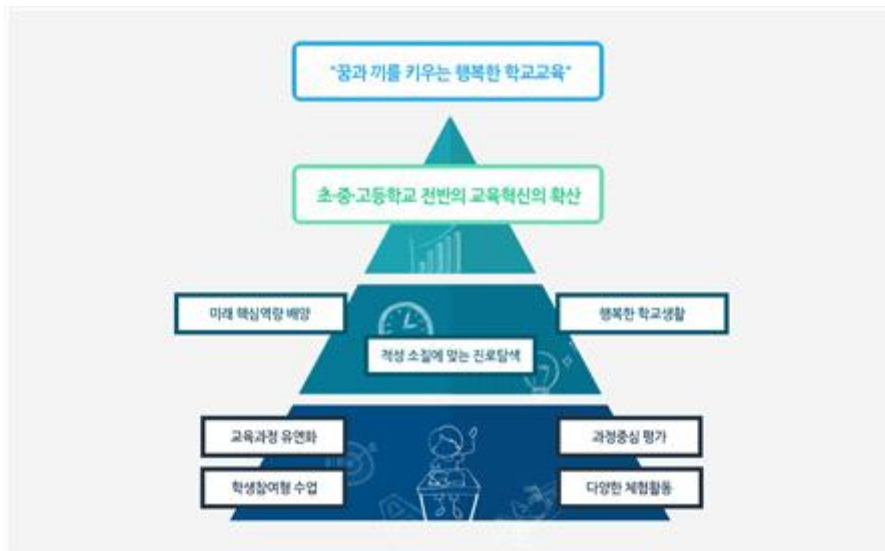 "꿈과 끼를 키우는 행복한 학교교육"
초·중·고등학교 전반의 교육혁신의 확산
미래 핵심역량 배양
행복한 학교생활
적성 소질에 맞는 진로탐색
교육과정 유연화
과정중심 평가
학생참여형 수업
다양한 체험활동